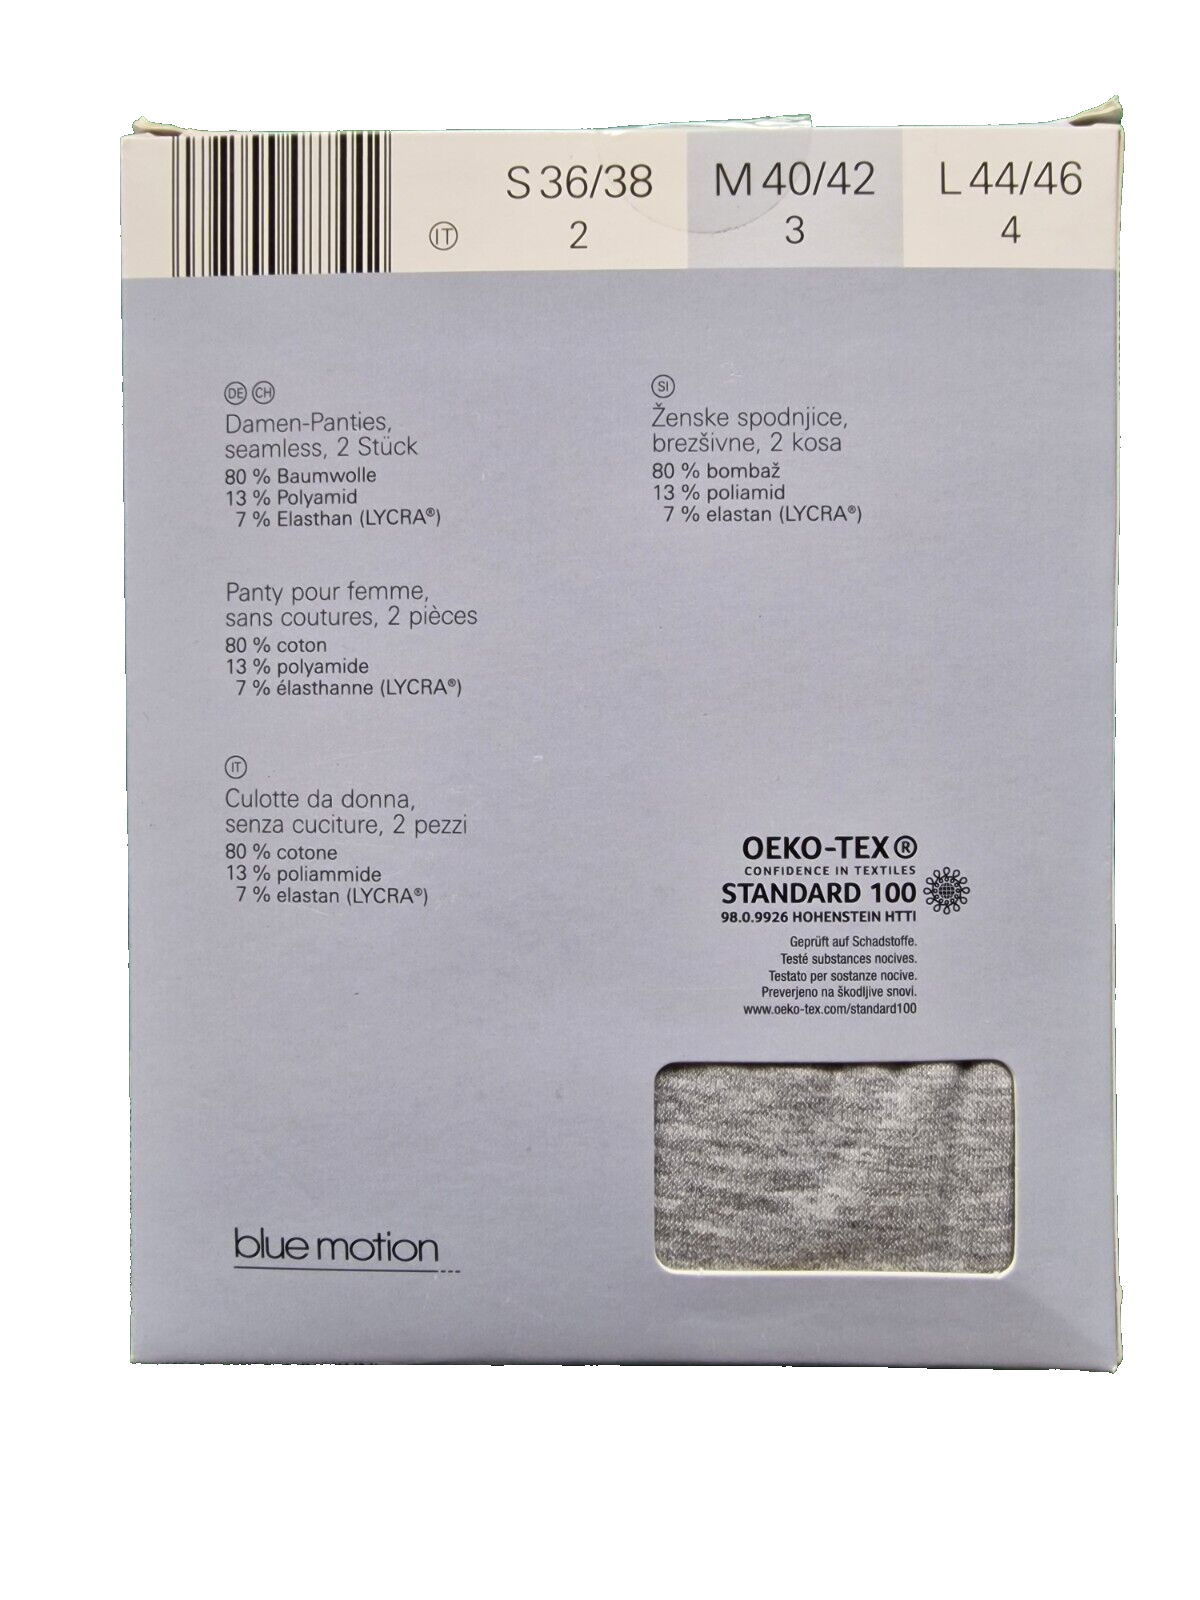 S 36/38
M 40/42
L 44/46
IT
2
3
4
DE CH
Damen-Panties,
seamless, 2 Stück
80 % Baumwolle
13 % Polyamid
7 % Elasthan (LYCRA®)
Panty pour femme,
sans coutures, 2 pièces
80 % coton
13 % polyamide
7 % élasthanne (LYCRA®)
IT
Culotte da donna,
senza cuciture, 2 pezzi
80 % cotone
13 % poliammide
7 % elastan (LYCRA®)
SI
Ženske spodnjice,
brezšivne, 2 kosa
80 % bombaž
13 % poliamid
7 % elastan (LYCRA®)
OEKO-TEX®
CONFIDENCE IN TEXTILES
STANDARD 100
98.0.9926 HOHENSTEIN HTTI
Geprüft auf Schadstoffe.
Testé substances nocives.
Testato per sostanze nocive.
Preverjeno na škodljive snovi.
www.oeko-tex.com/standard100
blue motion